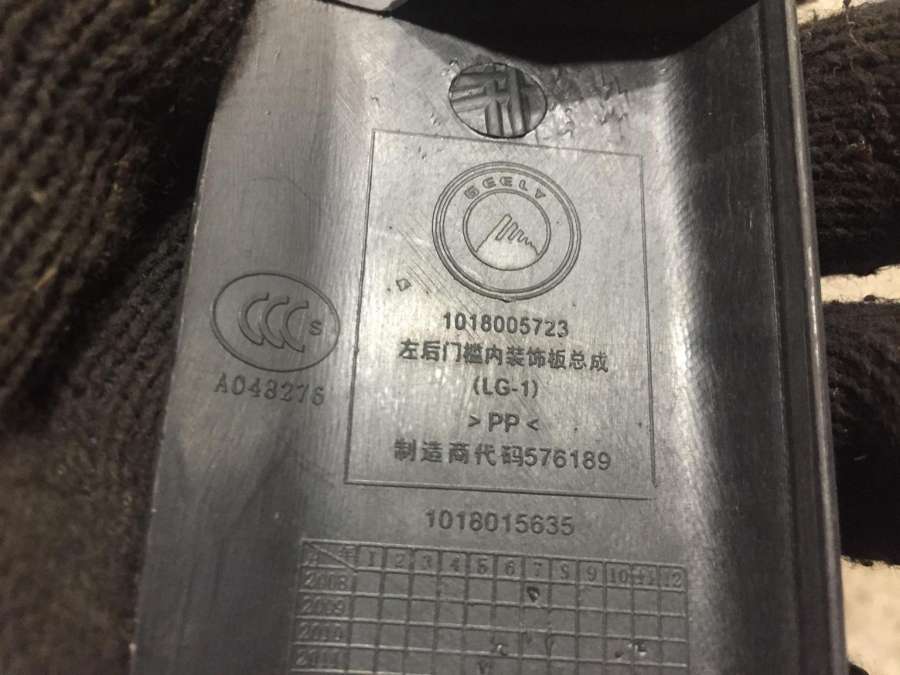 GEELY
1018005723
左后门槛内装饰板总成
(LG-1)
>PP<
制造商代码576189
S
A048276
1018015635
月 年 1 2 3 4 5 6 7 8 9 10 11 12
2008
2009
2010
2011